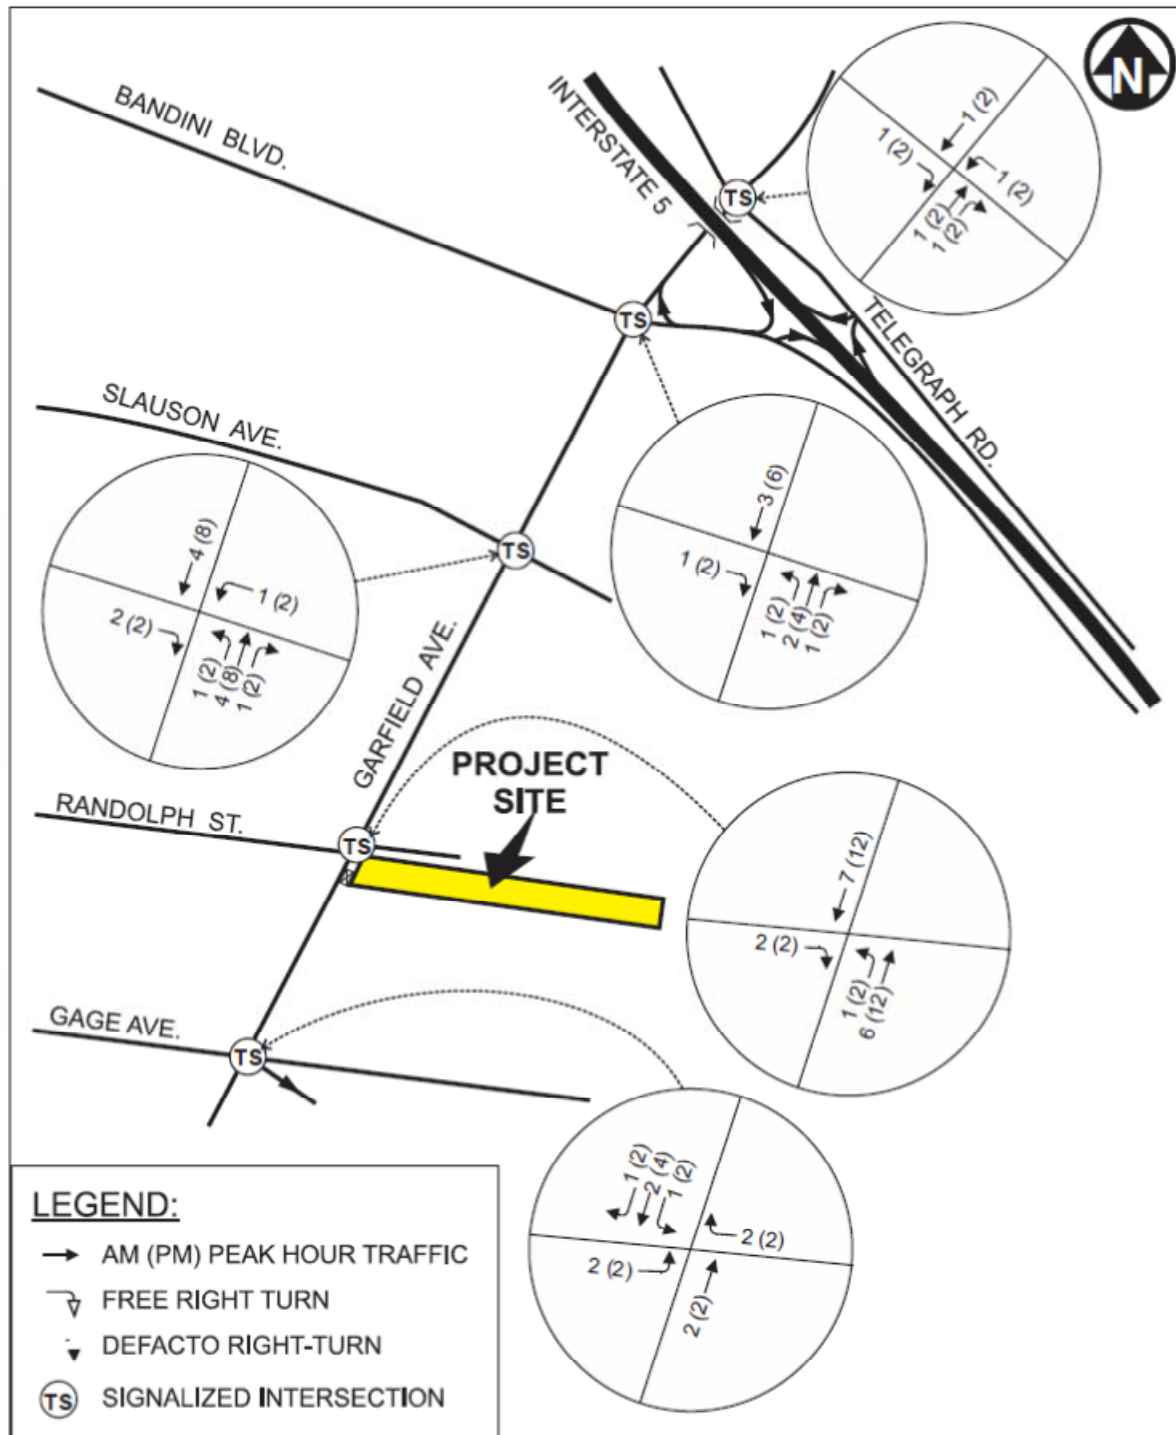 N
BANDINI BLVD.
INTERSTATE 5
TS
1 (2)
1 (2)
1 (2)
1 (2)
1 (2)
TELEGRAPH RD.
TS
SLAUSON AVE.
TS
3 (6)
1 (2)
1 (2)
2 (4)
1 (2)
4 (8)
1 (2)
2 (2)
1 (2)
4 (8)
1 (2)
GARFIELD AVE.
PROJECT
SITE
RANDOLPH ST.
TS
7 (12)
2 (2)
1 (2)
6 (12)
GAGE AVE.
TS
1 (2)
2 (4)
1 (2)
2 (2)
2 (2)
2 (2)
LEGEND:
AM (PM) PEAK HOUR TRAFFIC
FREE RIGHT TURN
DEFACTO RIGHT-TURN
TS SIGNALIZED INTERSECTION